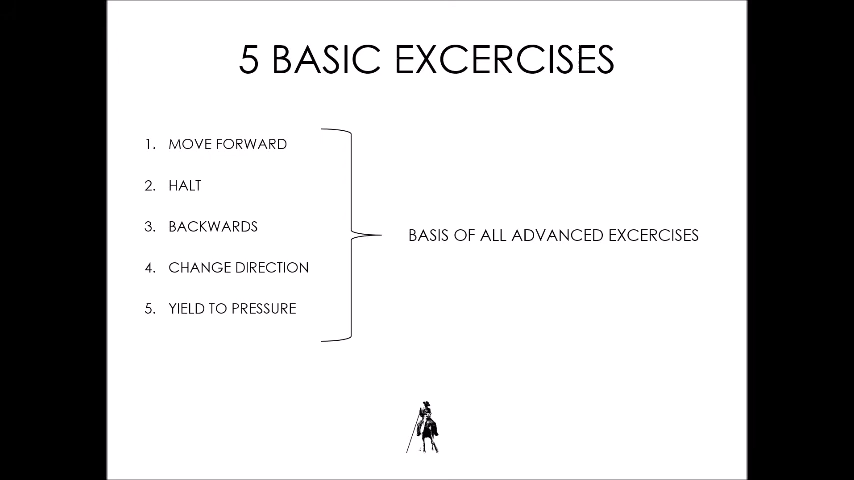 5 BASIC EXCERCISES
1. MOVE FORWARD
2. HALT
3. BACKWARDS
4. CHANGE DIRECTION
5. YIELD TO PRESSURE
BASIS OF ALL ADVANCED EXCERCISES